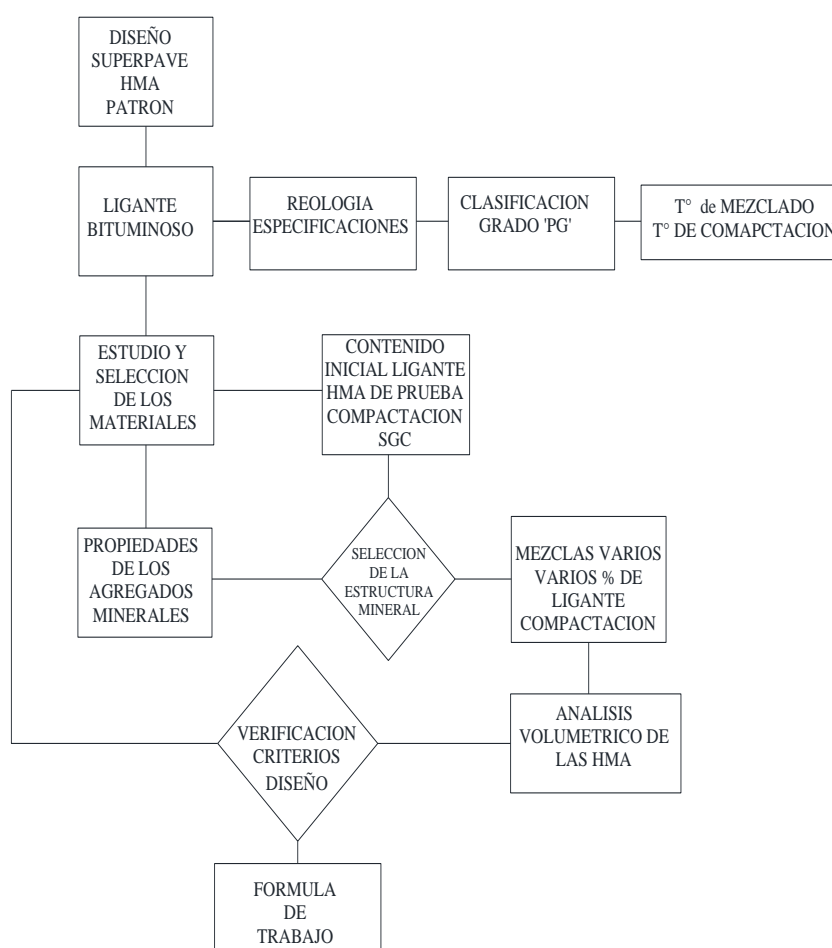 DISEÑO
SUPERPAVE
HMA
PATRON
LIGANTE
BITUMINOSO
REOLOGIA
ESPECIFICACIONES
CLASIFICACION
GRADO 'PG'
T° de MEZCLADO
T° DE COMAPCTACION
ESTUDIO Y
SELECCION
DE LOS
MATERIALES
CONTENIDO
INICIAL LIGANTE
HMA DE PRUEBA
COMPACTACION
SGC
PROPIEDADES
DE LOS
AGREGADOS
MINERALES
SELECCION
DE LA
ESTRUCTURA
MINERAL
MEZCLAS VARIOS
VARIOS % DE
LIGANTE
COMPACTACION
VERIFICACION
CRITERIOS
DISEÑO
ANALISIS
VOLUMETRICO DE
LAS HMA
FORMULA
DE
TRABAJO